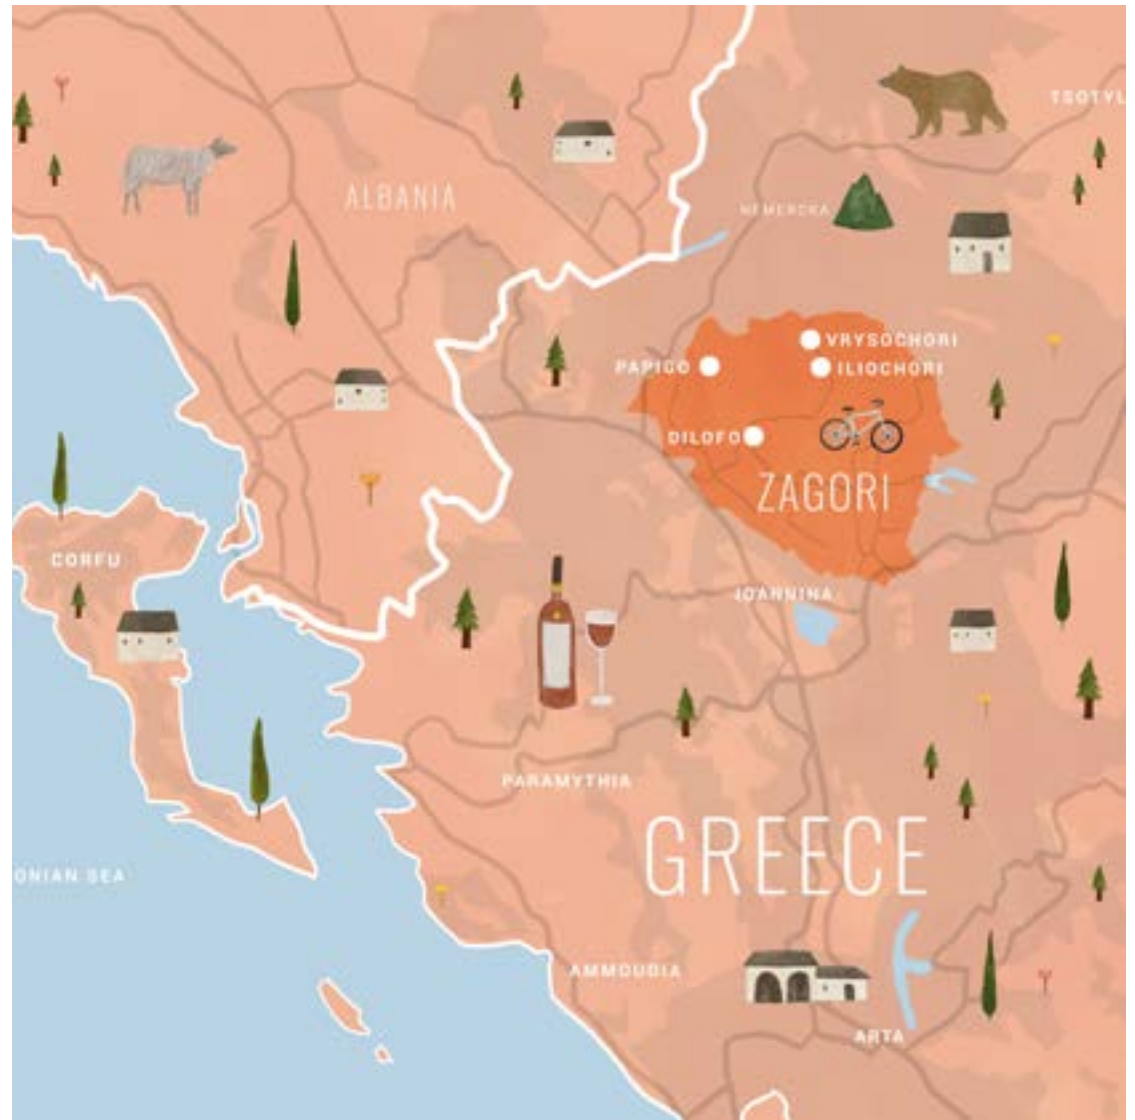 TSOTYL
ALBANIA
NEMERCKA
VRYSOCHORI
PAPIGO
ILIOCHORI
DILOFO
ZAGORI
CORFU
IOANNINA
PARAMYTHIA
GREECE
ONIAN SEA
AMMOUDIA
ARTA